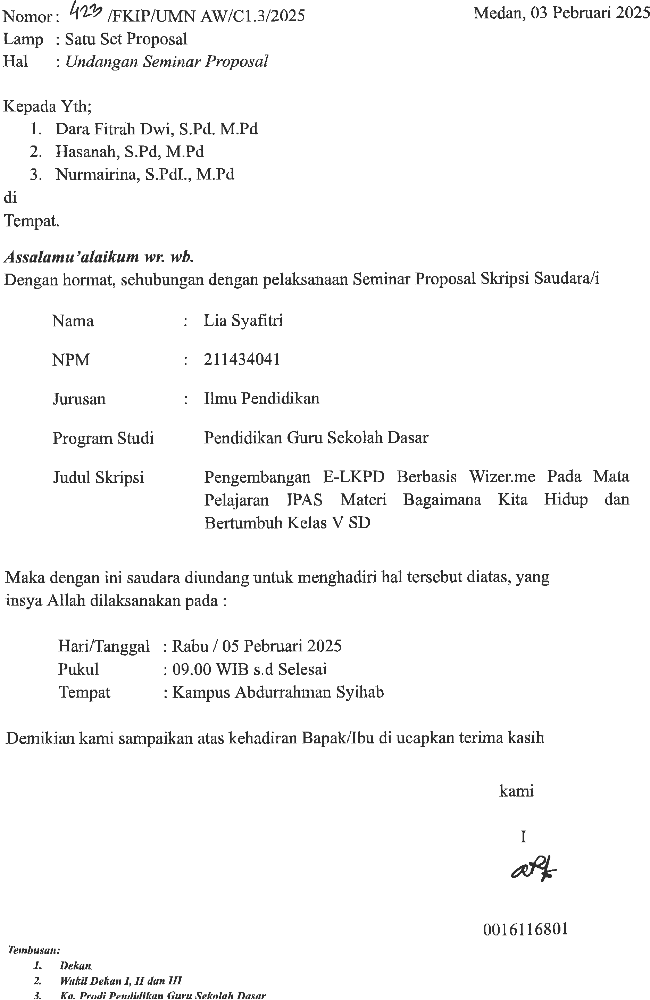 Nomor : 423 /FKIP/UMN AW/C1.3/2025 Medan, 03 Pebruari 2025
Lamp : Satu Set Proposal
Hal : Undangan Seminar Proposal
Kepada Yth;
1. Dara Fitrah Dwi, S.Pd. M.Pd
2. Hasanah, S.Pd, M.Pd
3. Nurmairina, S.PdI., M.Pd
di
Tempat.
Assalamu'alaikum wr. wb.
Dengan hormat, sehubungan dengan pelaksanaan Seminar Proposal Skripsi Saudara/i
Nama : Lia Syafitri
NPM : 211434041
Jurusan : Ilmu Pendidikan
Program Studi Pendidikan Guru Sekolah Dasar
Judul Skripsi Pengembangan E-LKPD Berbasis Wizer.me Pada Mata
Pelajaran IPAS Materi Bagaimana Kita Hidup dan
Bertumbuh Kelas V SD
Maka dengan ini saudara diundang untuk menghadiri hal tersebut diatas, yang
insya Allah dilaksanakan pada :
Hari/Tanggal : Rabu / 05 Pebruari 2025
Pukul : 09.00 WIB s.d Selesai
Tempat : Kampus Abdurrahman Syihab
Demikian kami sampaikan atas kehadiran Bapak/Ibu di ucapkan terima kasih
kami
I
0016116801
Tembusan:
1. Dekan
2. Wakil Dekan I, II dan III
3. Ka. Prodi Pendidikan Guru Sekolah Dasar